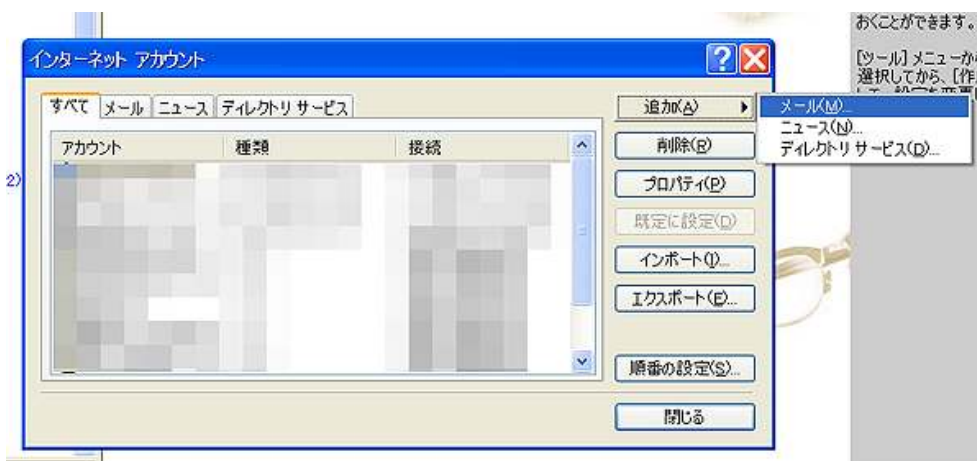 おくことができます。
インターネット アカウント
[ツール] メニューから
選択してから、[作
すべて メール ニュース ディレクトリ サービス
追加(A)
メール(M)...
ニュース(N)...
ディレクトリ サービス(D)...
アカウント 種類 接続
削除(R)
2)
プロパティ(P)
既定に設定(D)
インポート(I)...
エクスポート(E)...
順番の設定(S)...
閉じる